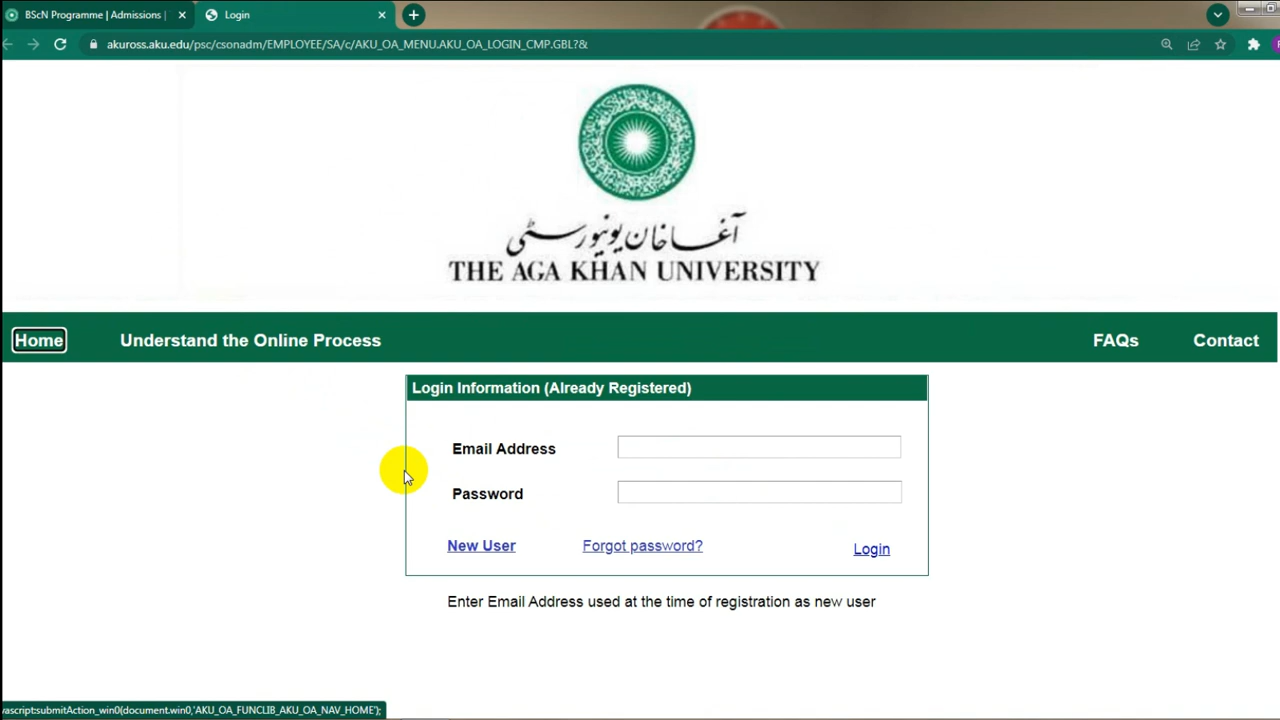 BScN Programme | Admissions |
Login
akuross.aku.edu/psc/csonadm/EMPLOYEE/SA/c/AKU_OA_MENU.AKU_OA_LOGIN_CMP.GBL?&
آغا خان یونیورسٹی
THE AGA KHAN UNIVERSITY
Home Understand the Online Process FAQs Contact
Login Information (Already Registered)
Email Address
Password
New User Forgot password? Login
Enter Email Address used at the time of registration as new user
vascript:submitAction_win0(document.win0,'AKU_OA_FUNCLIB_AKU_OA_NAV_HOME');